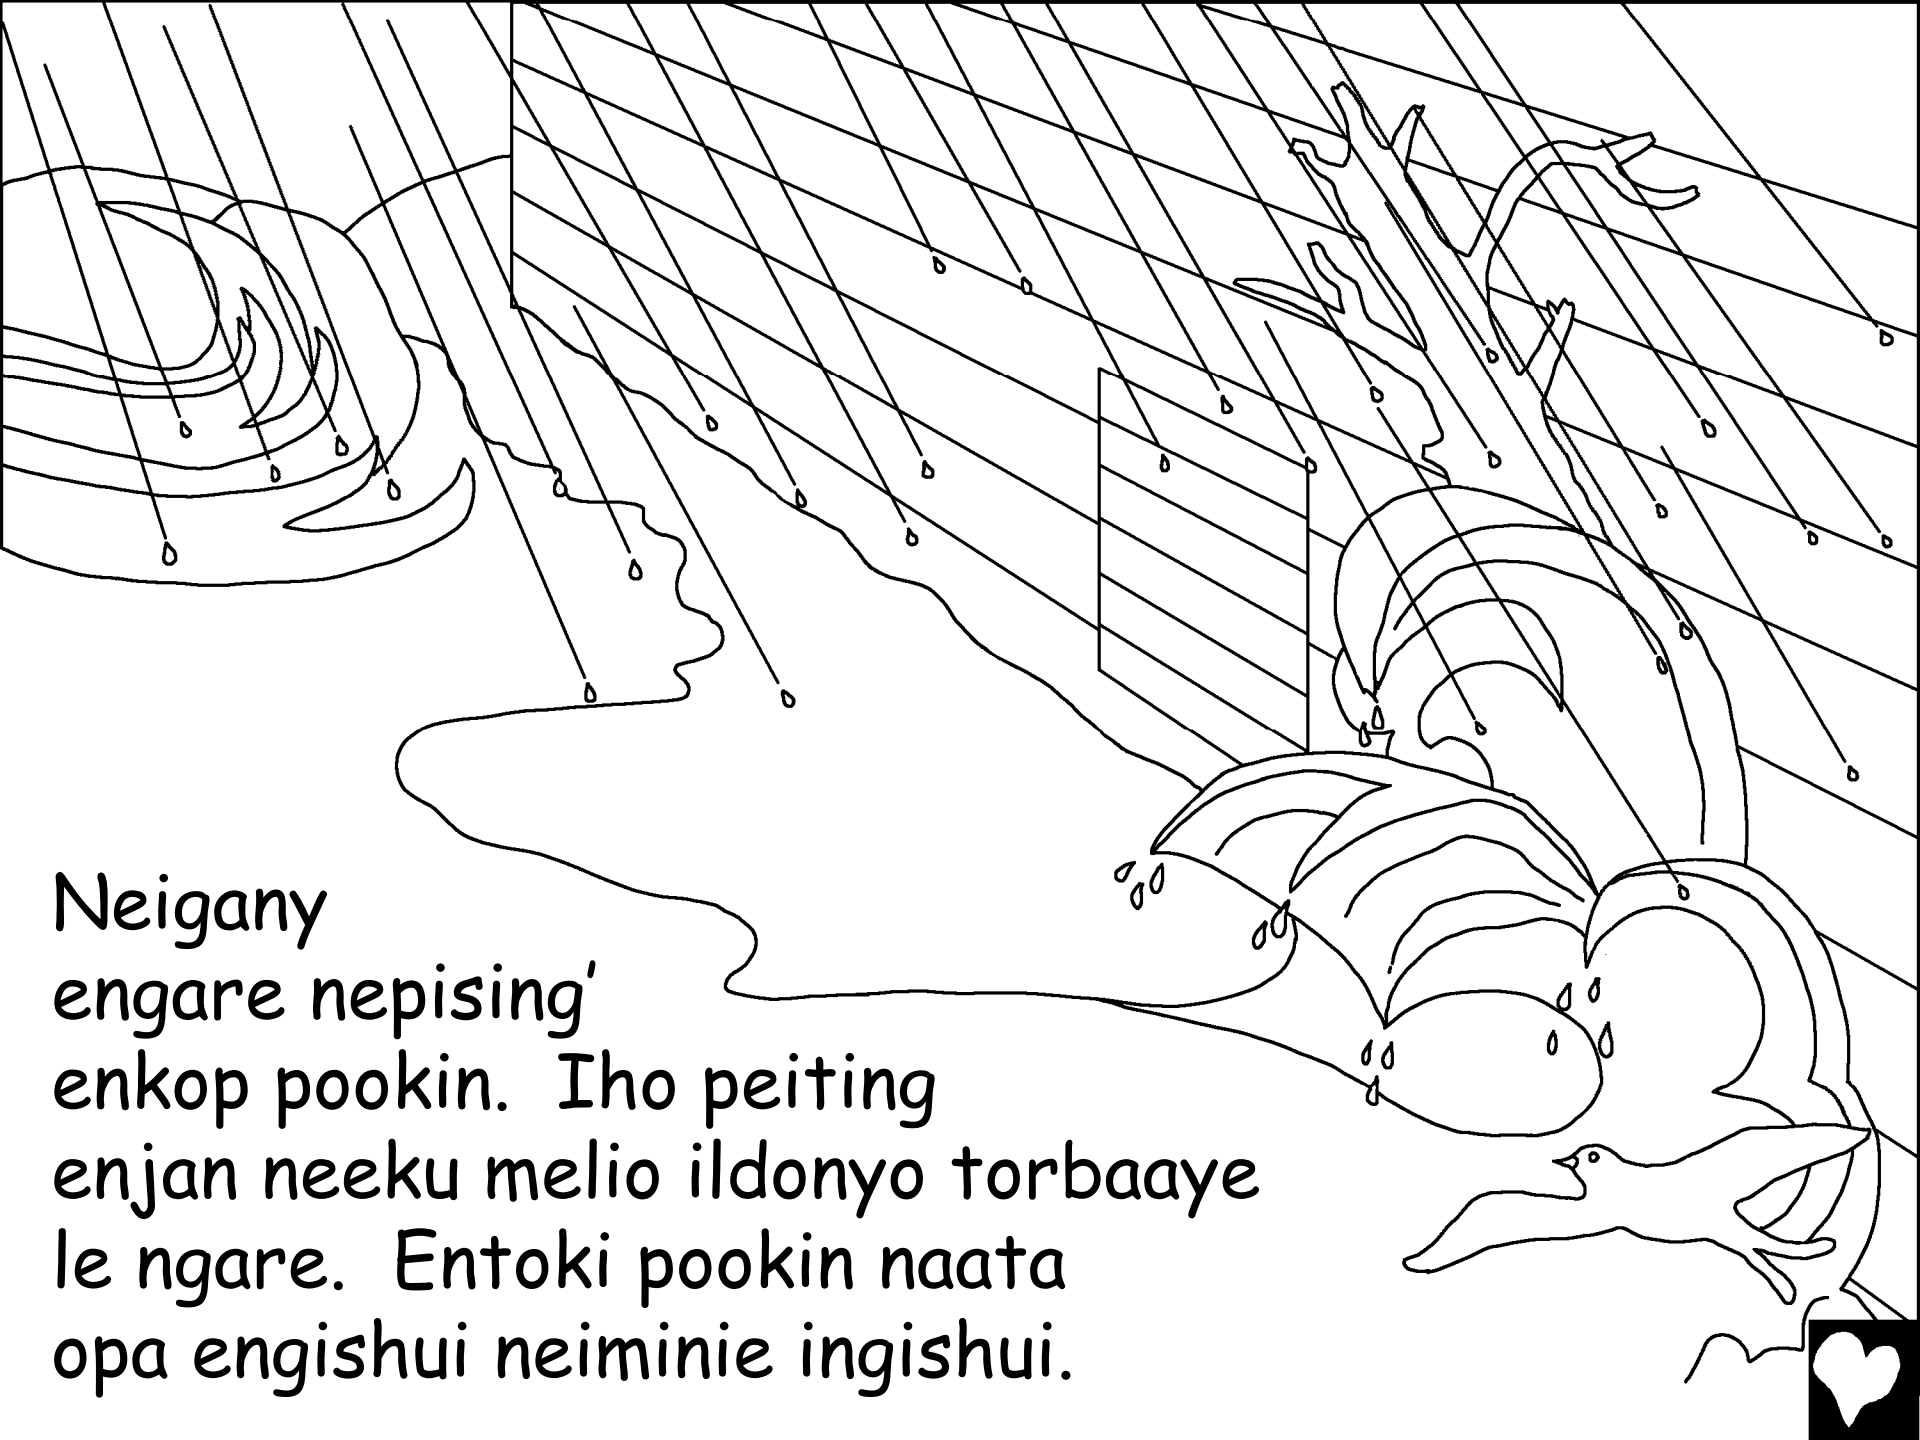 Neigany
engare nepising’
enkop pookin.  Iho peiting
enjan neeku melio ildonyo torbaaye
le ngare.  Entoki pookin naata
opa engishui neiminie ingishui.